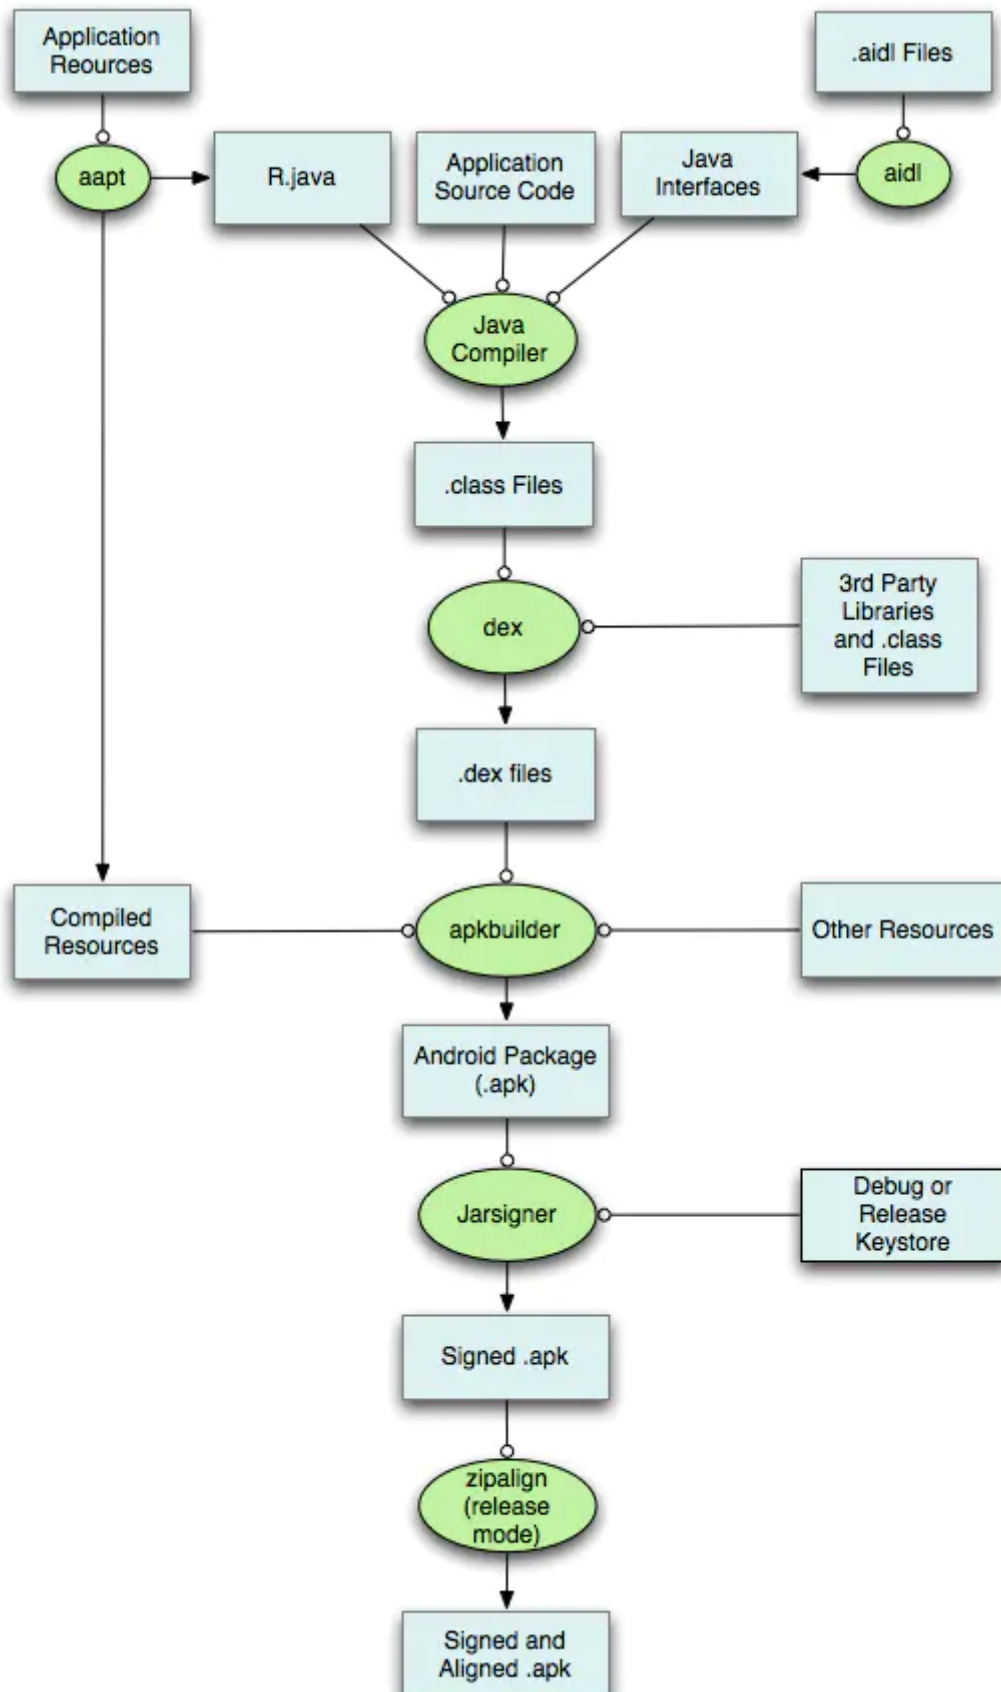 Application
Reources
.aidl Files
aapt
R.java
Application
Source Code
Java
Interfaces
aidl
Java
Compiler
.class Files
dex
3rd Party
Libraries
and .class
Files
.dex files
Compiled
Resources
apkbuilder
Other Resources
Android Package
(.apk)
Jarsigner
Debug or
Release
Keystore
Signed .apk
zipalign
(release
mode)
Signed and
Aligned .apk